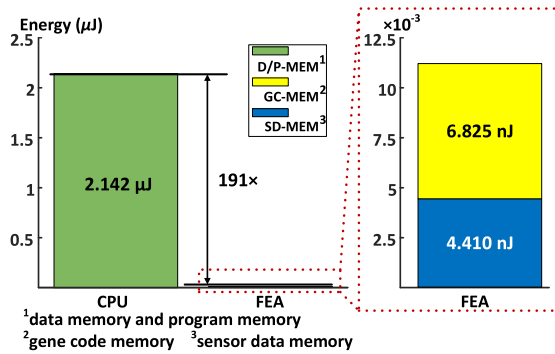 Energy (μJ)
2.5
2
1.5
1
0.5
2.142 μJ
191×
CPU
FEA
D/P-MEM¹
GC-MEM²
SD-MEM³
×10⁻³
12.5
10
7.5
5
2.5
6.825 nJ
4.410 nJ
FEA
¹data memory and program memory
²gene code memory ³sensor data memory